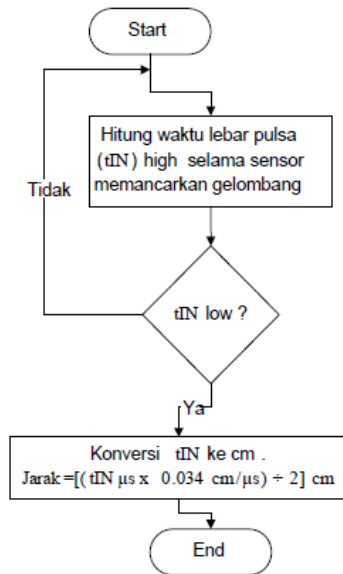 Start
Hitung waktu lebar pulsa
(tIN) high selama sensor
memancarkan gelombang
Tidak
tIN low ?
Ya
Konversi tIN ke cm .
Jarak =[( tIN μs x 0.034 cm/μs) ÷ 2] cm
End